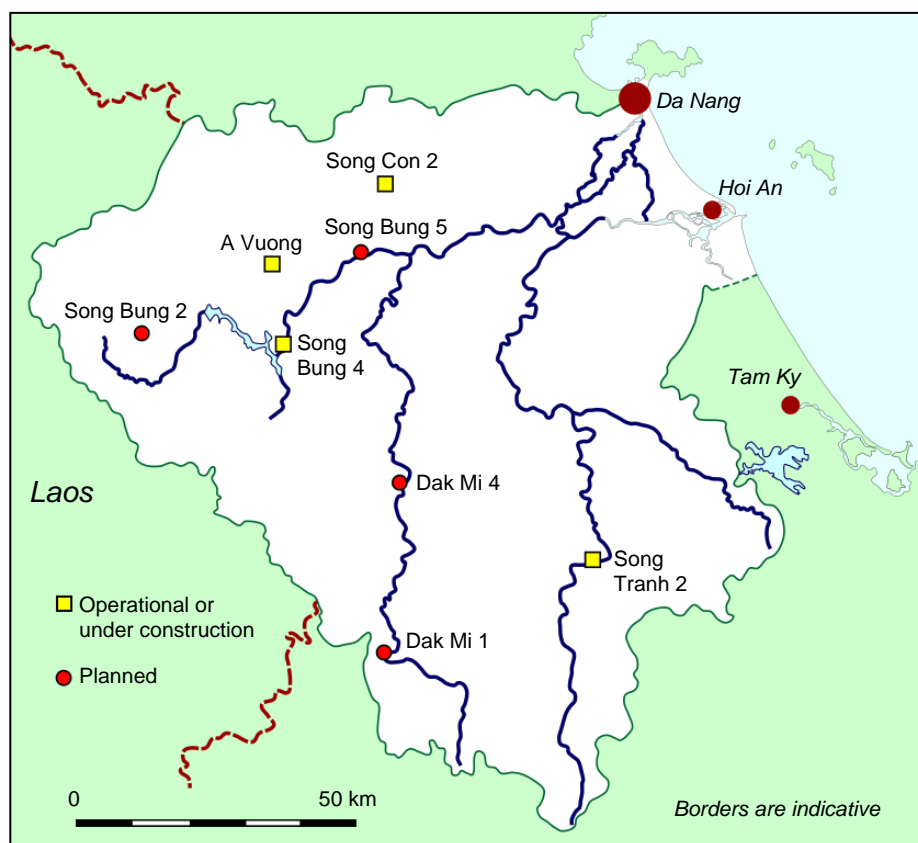 Da Nang
Song Con 2
Hoi An
Song Bung 5
A Vuong
Song Bung 2
Song
Bung 4
Tam Ky
Laos
Dak Mi 4
Song
Tranh 2
Operational or
under construction
Dak Mi 1
Planned
0 50 km
Borders are indicative